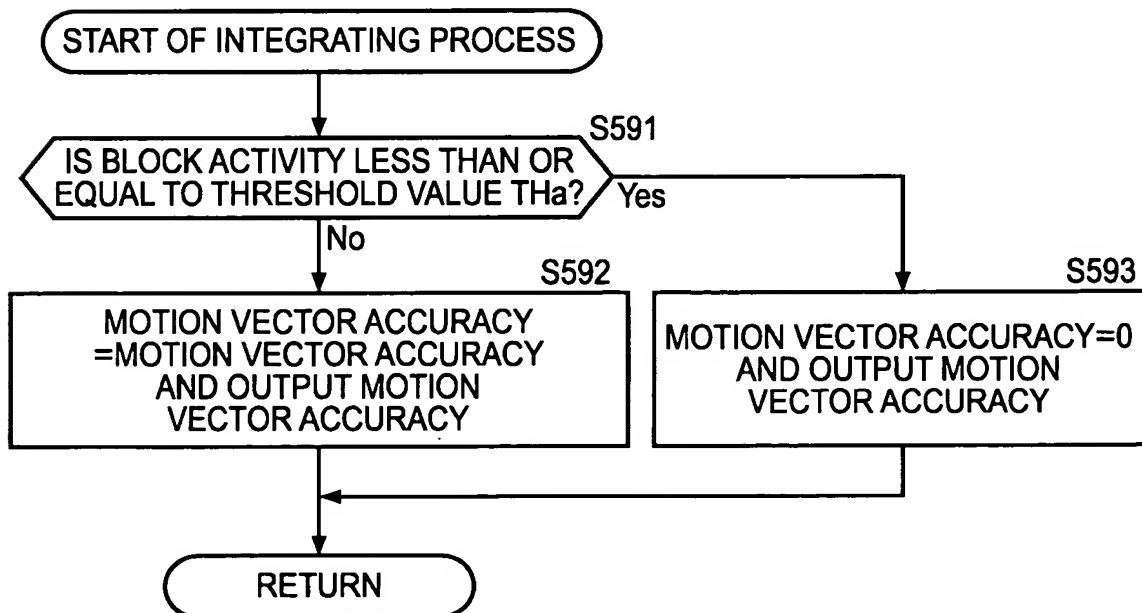 START OF INTEGRATING PROCESS
S591
IS BLOCK ACTIVITY LESS THAN OR
EQUAL TO THRESHOLD VALUE THa?
Yes
No
S592
MOTION VECTOR ACCURACY
=MOTION VECTOR ACCURACY
AND OUTPUT MOTION
VECTOR ACCURACY
S593
MOTION VECTOR ACCURACY=0
AND OUTPUT MOTION
VECTOR ACCURACY
RETURN